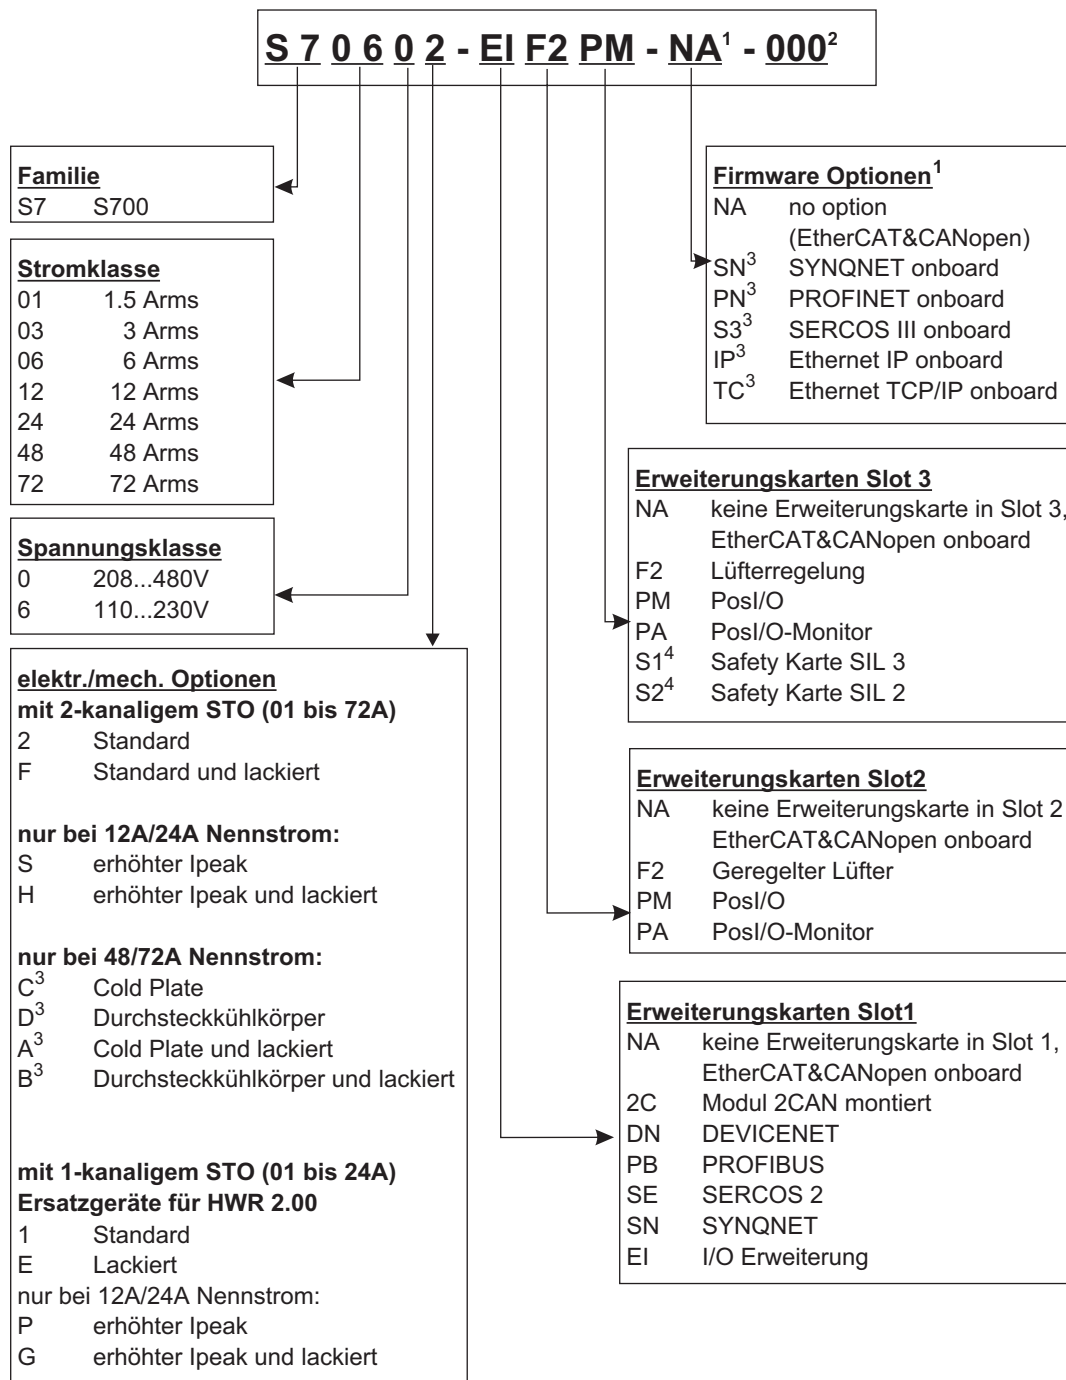 S 7 0 6 0 2 - EI F2 PM - NA¹ - 000²
Familie
S7 S700
Stromklasse
01 1.5 Arms
03 3 Arms
06 6 Arms
12 12 Arms
24 24 Arms
48 48 Arms
72 72 Arms
Spannungsklasse
0 208...480V
6 110...230V
elektr./mech. Optionen
mit 2-kanaligem STO (01 bis 72A)
2 Standard
F Standard und lackiert
nur bei 12A/24A Nennstrom:
S erhöhter Ipeak
H erhöhter Ipeak und lackiert
nur bei 48/72A Nennstrom:
C³ Cold Plate
D³ Durchsteckkühlkörper
A³ Cold Plate und lackiert
B³ Durchsteckkühlkörper und lackiert
mit 1-kanaligem STO (01 bis 24A)
Ersatzgeräte für HWR 2.00
1 Standard
E Lackiert
nur bei 12A/24A Nennstrom:
P erhöhter Ipeak
G erhöhter Ipeak und lackiert
Firmware Optionen¹
NA no option
(EtherCAT&CANopen)
SN³ SYNQNET onboard
PN³ PROFINET onboard
S3³ SERCOS III onboard
IP³ Ethernet IP onboard
TC³ Ethernet TCP/IP onboard
Erweiterungskarten Slot 3
NA keine Erweiterungskarte in Slot 3,
EtherCAT&CANopen onboard
F2 Lüfterregelung
PM PosI/O
PA PosI/O-Monitor
S1⁴ Safety Karte SIL 3
S2⁴ Safety Karte SIL 2
Erweiterungskarten Slot2
NA keine Erweiterungskarte in Slot 2
EtherCAT&CANopen onboard
F2 Geregelter Lüfter
PM PosI/O
PA PosI/O-Monitor
Erweiterungskarten Slot1
NA keine Erweiterungskarte in Slot 1,
EtherCAT&CANopen onboard
2C Modul 2CAN montiert
DN DEVICENET
PB PROFIBUS
SE SERCOS 2
SN SYNQNET
EI I/O Erweiterung